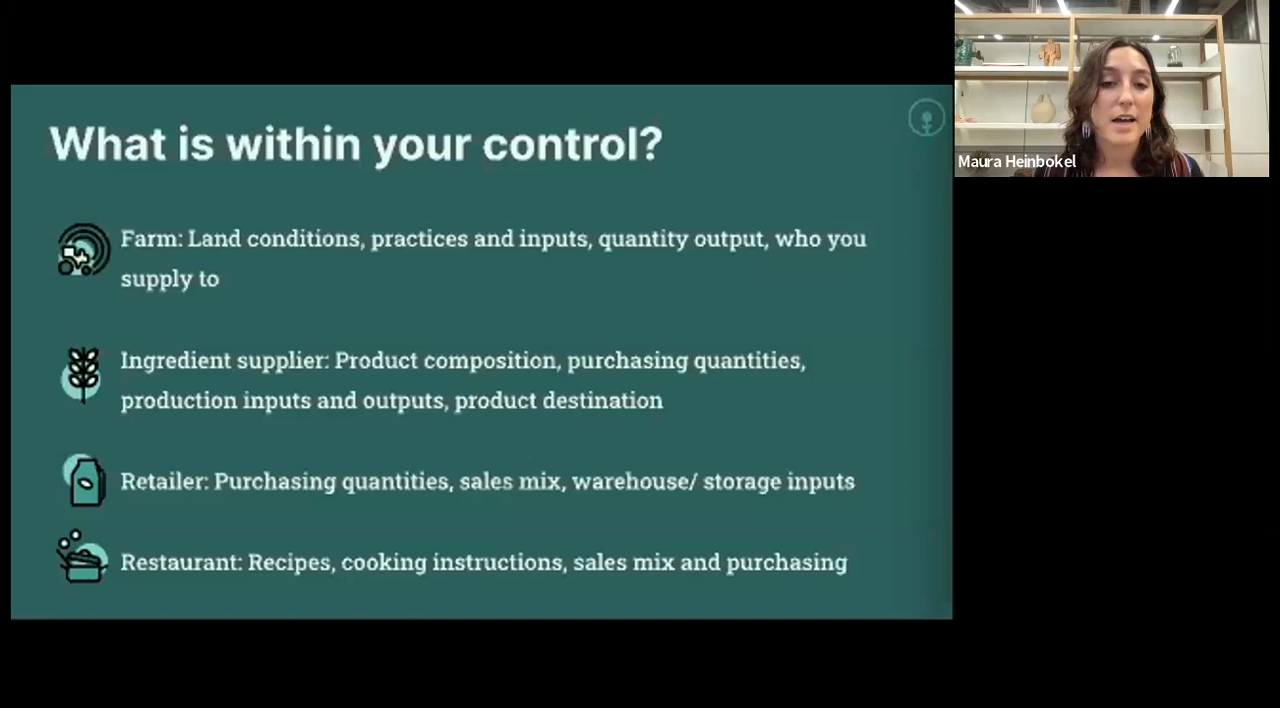 What is within your control?
Farm: Land conditions, practices and inputs, quantity output, who you
supply to
Ingredient supplier: Product composition, purchasing quantities,
production inputs and outputs, product destination
Retailer: Purchasing quantities, sales mix, warehouse/ storage inputs
Restaurant: Recipes, cooking instructions, sales mix and purchasing
Maura Heinbokel